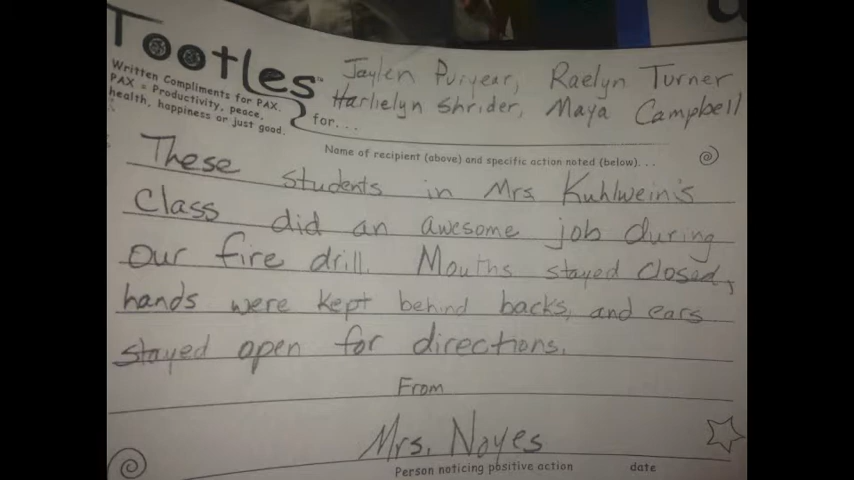 Tootles
Written Compliments for PAX.
PAX = Productivity, peace,
health, happiness or just good.
for...
Jaylen Puryear, Raelyn Turner
Harlielyn Shrider, Maya Campbell
Name of recipient (above) and specific action noted (below)...
These students in Mrs Kuhlwein's
Class did an awesome job during
our fire drill. Mouths stayed closed,
hands were kept behind backs, and ears
stayed open for directions.
From
Mrs. Noyes
Person noticing positive action date